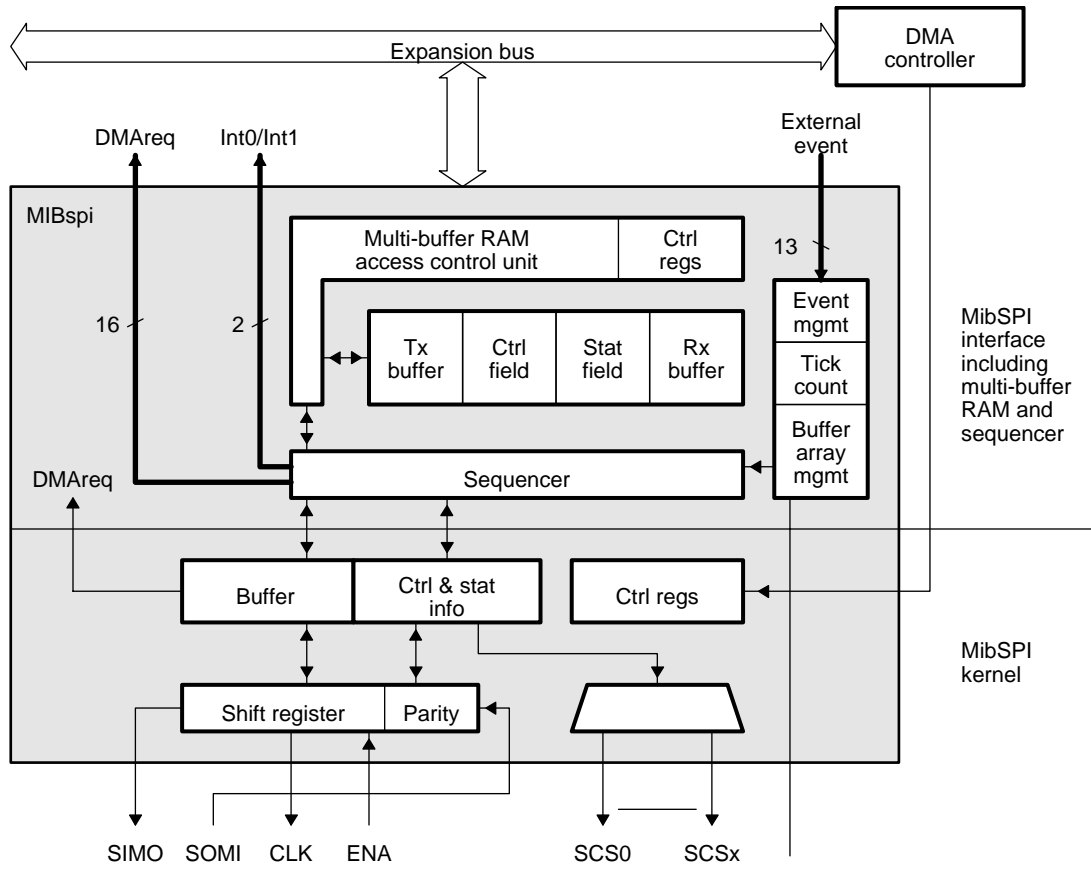 Expansion bus
DMA
controller
DMAreq
Int0/Int1
External
event
MIBspi
Multi-buffer RAM
access control unit
Ctrl
regs
13
16
2
Tx
buffer
Ctrl
field
Stat
field
Rx
buffer
Event
mgmt
Tick
count
Buffer
array
mgmt
MibSPI
interface
including
multi-buffer
RAM and
sequencer
Sequencer
DMAreq
Buffer
Ctrl & stat
info
Ctrl regs
MibSPI
kernel
Shift register
Parity
SIMO
SOMI
CLK
ENA
SCS0
SCSx